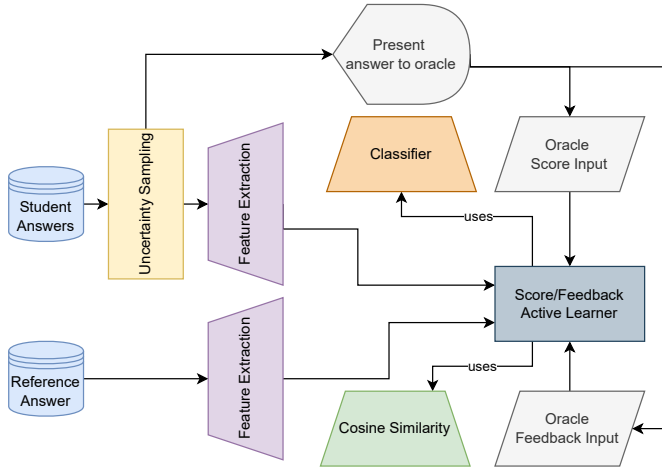 Present
answer to oracle
Classifier
Oracle
Score Input
Student
Answers
Uncertainty Sampling
Feature Extraction
uses
Score/Feedback
Active Learner
Reference
Answer
Feature Extraction
uses
Cosine Similarity
Oracle
Feedback Input